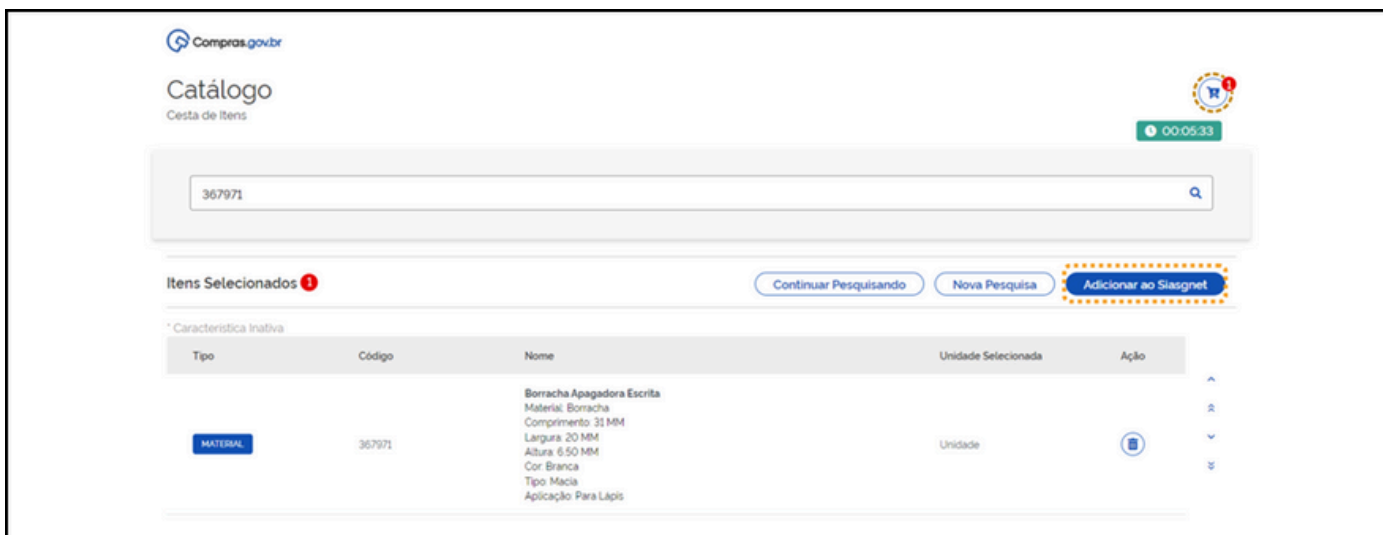 Compras.gov.br
Catálogo
Cesta de Itens
1
00:05:33
367971
Itens Selecionados 1
Continuar Pesquisando
Nova Pesquisa
Adicionar ao Siasgnet
* Característica Inativa
Tipo Código Nome Unidade Selecionada Ação
Borracha Apagadora Escrita
Material: Borracha
Comprimento: 31 MM
Largura: 20 MM
Altura: 6.50 MM
Cor: Branca
Tipo: Macia
Aplicação: Para Lápis
MATERIAL
367971
Unidade